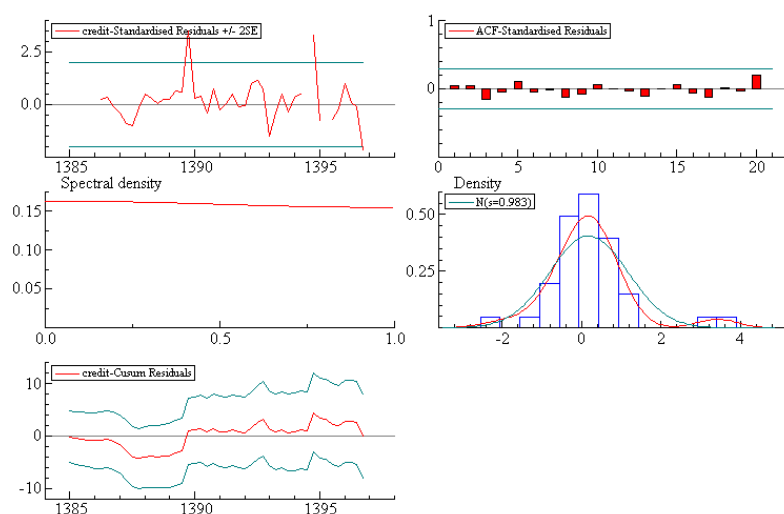 credit-Standardised Residuals +/- 2SE
2.5
0.0
1385 1390 1395
1
ACF-Standardised Residuals
0
-1
0 5 10 15 20
Spectral density
0.15
0.10
0.05
0.0 0.5 1.0
Density
N(s=0.983)
0.50
0.25
-2 0 2 4
credit-Cusum Residuals
10
0
-10
1385 1390 1395